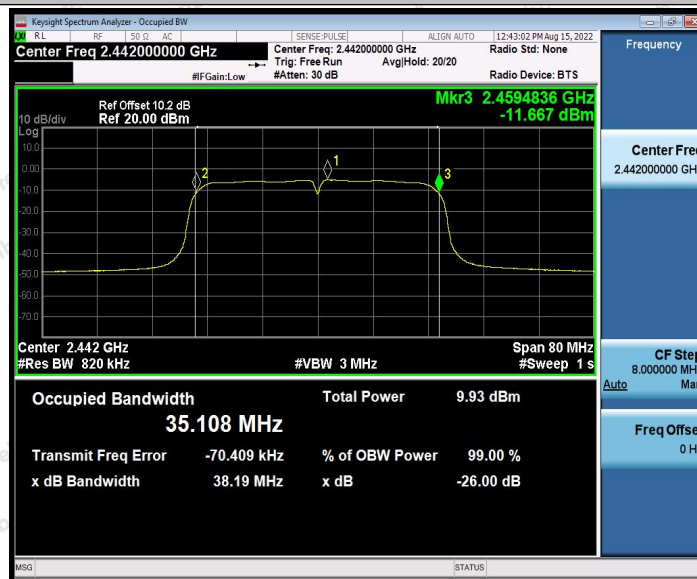 Keysight Spectrum Analyzer - Occupied BW
LXI RL RF 50 Ω AC SENSE:PULSE ALIGN AUTO 12:43:02 PM Aug 15, 2022
Center Freq 2.442000000 GHz
Center Freq: 2.442000000 GHz
Radio Std: None
Trig: Free Run Avg|Hold: 20/20
#IFGain:Low
#Atten: 30 dB
Radio Device: BTS
Frequency
Ref Offset 10.2 dB
Mkr3 2.4594836 GHz
10 dB/div Ref 20.00 dBm
-11.667 dBm
Log
10.0
0.00
-10.0
-20.0
-30.0
-40.0
-50.0
-60.0
-70.0
1
2
3
Center Fre
2.442000000 GH
Center 2.442 GHz
Span 80 MHz
#Res BW 820 kHz
#VBW 3 MHz
#Sweep 1 s
CF Step
8.000000 MH
Auto Ma
Occupied Bandwidth
Total Power 9.93 dBm
35.108 MHz
Transmit Freq Error -70.409 kHz % of OBW Power 99.00 %
x dB Bandwidth 38.19 MHz x dB -26.00 dB
Freq Offse
0 H
MSG
STATUS